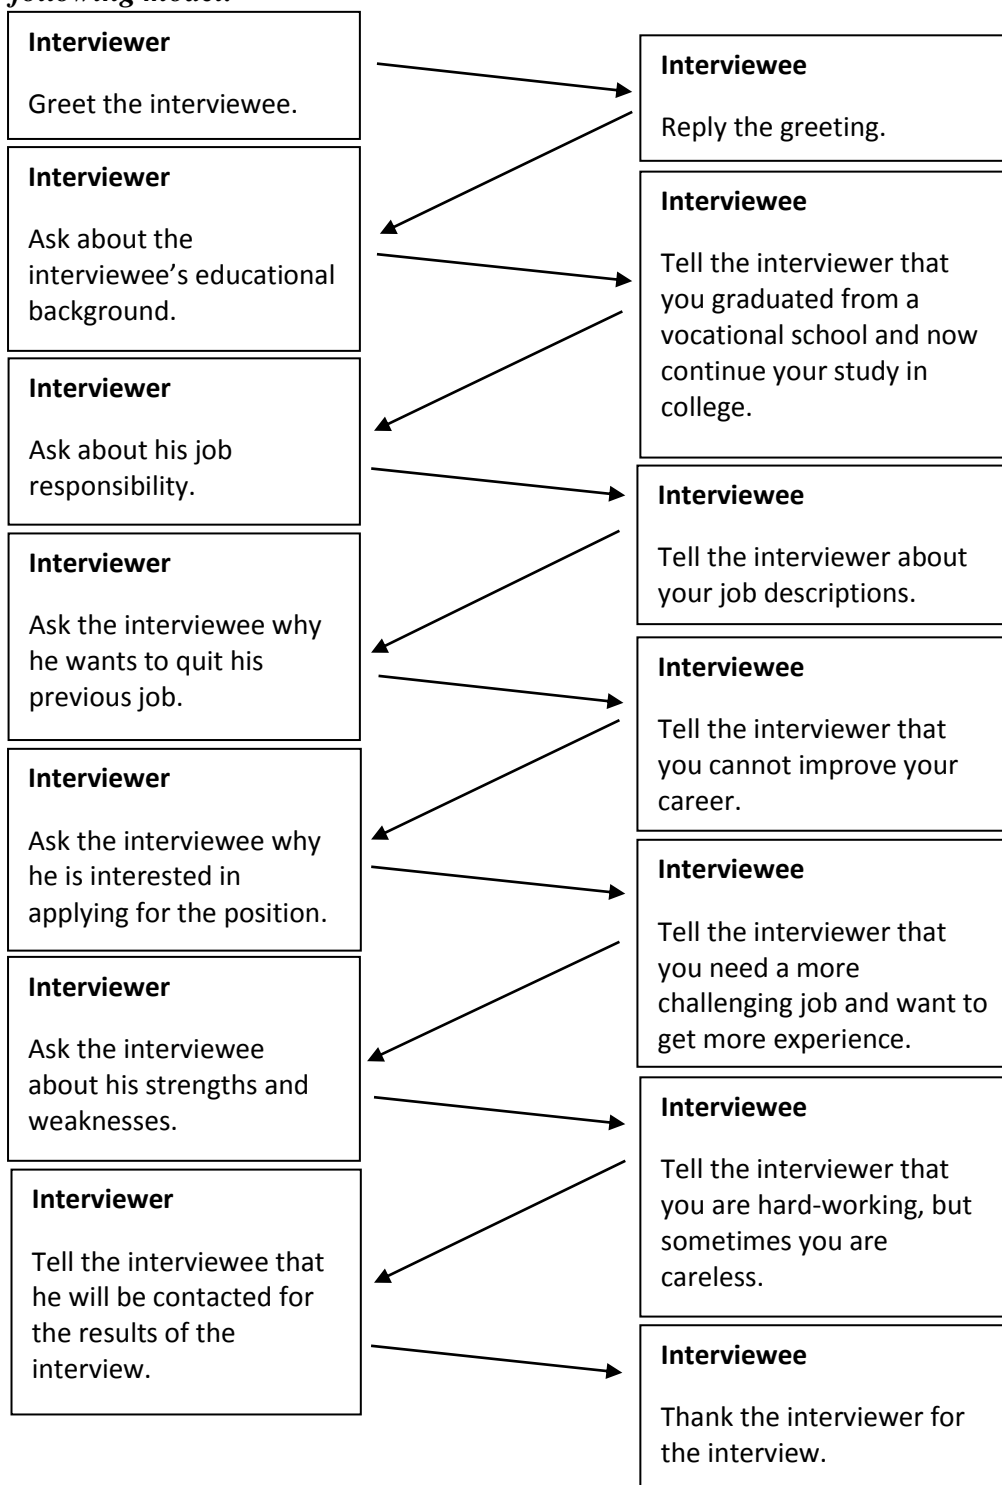 following model.
Interviewer
Greet the interviewee.
Interviewee
Reply the greeting.
Interviewer
Ask about the
interviewee's educational
background.
Interviewee
Tell the interviewer that
you graduated from a
vocational school and now
continue your study in
college.
Interviewer
Ask about his job
responsibility.
Interviewee
Tell the interviewer about
your job descriptions.
Interviewer
Ask the interviewee why
he wants to quit his
previous job.
Interviewee
Tell the interviewer that
you cannot improve your
career.
Interviewer
Ask the interviewee why
he is interested in
applying for the position.
Interviewee
Tell the interviewer that
you need a more
challenging job and want to
get more experience.
Interviewer
Ask the interviewee
about his strengths and
weaknesses.
Interviewee
Tell the interviewer that
you are hard-working, but
sometimes you are
careless.
Interviewer
Tell the interviewee that
he will be contacted for
the results of the
interview.
Interviewee
Thank the interviewer for
the interview.